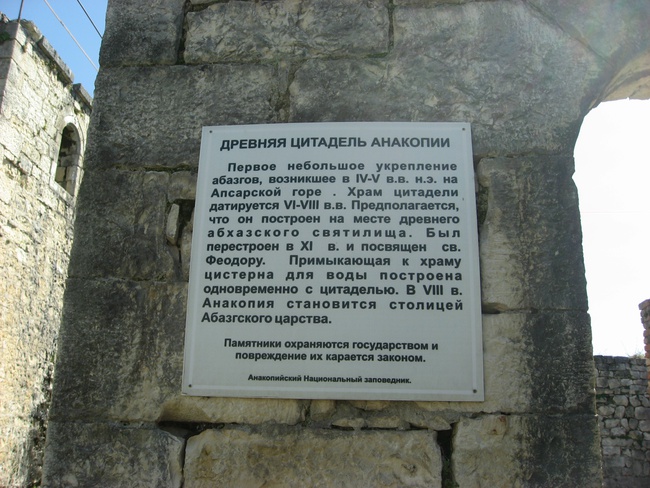 ДРЕВНЯЯ ЦИТАДЕЛЬ АНАКОПИИ
Первое небольшое укрепление
абазгов, возникшее в IV-V в.в. н.э. на
Апсарской горе . Храм цитадели
датируется VI-VIII в.в. Предполагается,
что он построен на месте древнего
абхазского святилища. Был
перестроен в XI в. и посвящен св.
Феодору. Примыкающая к храму
цистерна для воды построена
одновременно с цитаделью. В VIII в.
Анакопия становится столицей
Абазгского царства.
Памятники охраняются государством и
повреждение их карается законом.
Анакопийский Национальный заповедник.